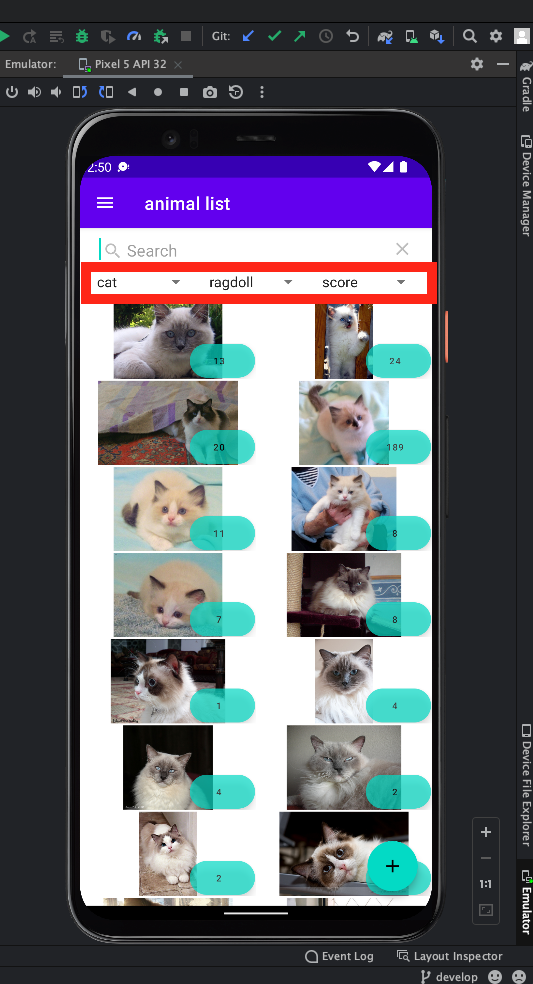 Git:
Emulator: Pixel 5 API 32
Gradle
Device Manager
2:50
animal list
Search
cat ragdoll score
13 24
20 189
11 8
7 8
1 4
4 2
2
+
Device File Explorer
+
1:1
Emulator
Event Log Layout Inspector
develop